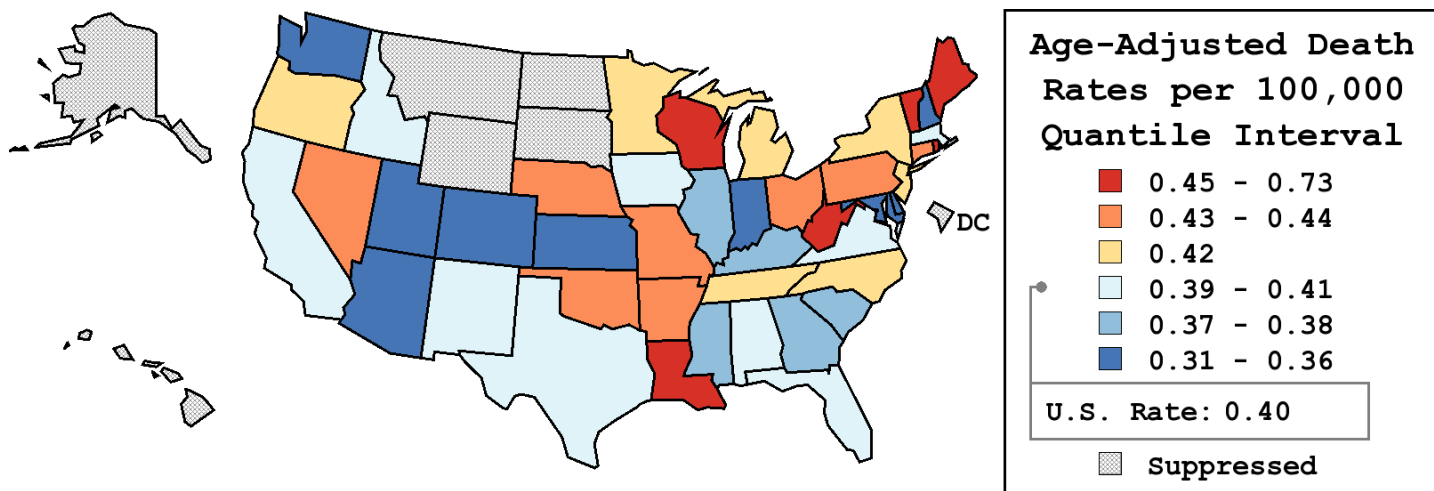 Age-Adjusted Death
Rates per 100,000
Quantile Interval
0.45 - 0.73
0.43 - 0.44
0.42
0.39 - 0.41
0.37 - 0.38
0.31 - 0.36
U.S. Rate: 0.40
Suppressed
DC